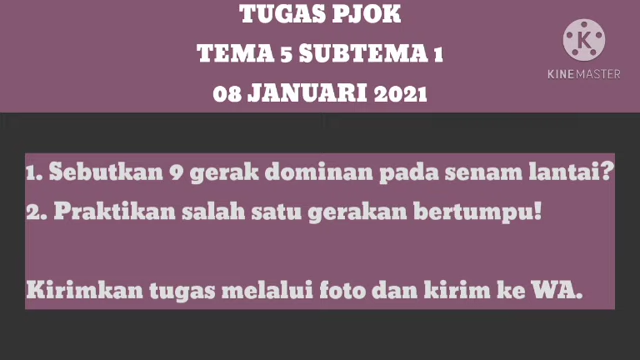 TUGAS PJOK
TEMA 5 SUBTEMA 1
08 JANUARI 2021
K
KINEMASTER
1. Sebutkan 9 gerak dominan pada senam lantai?
2. Praktikan salah satu gerakan bertumpu!
Kirimkan tugas melalui foto dan kirim ke WA.